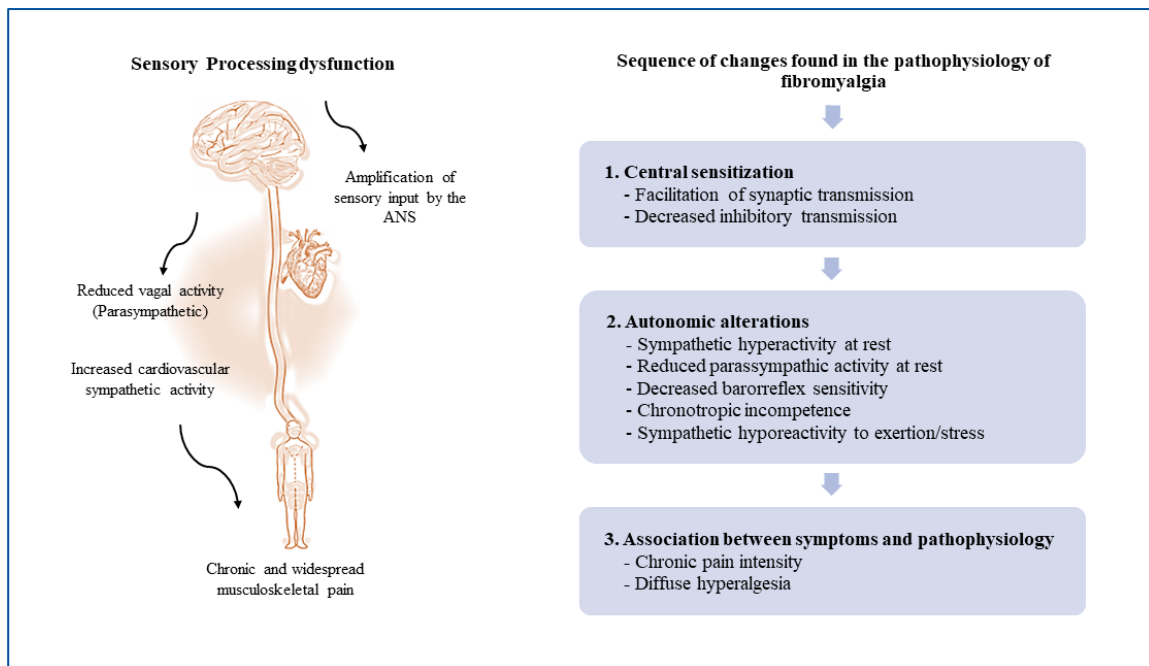 Sensory Processing dysfunction
Amplification of
sensory input by the
ANS
Reduced vagal activity
(Parasympathetic)
Increased cardiovascular
sympathetic activity
Chronic and widespread
musculoskeletal pain
Sequence of changes found in the pathophysiology of
fibromyalgia
1. Central sensitization
- Facilitation of synaptic transmission
- Decreased inhibitory transmission
2. Autonomic alterations
- Sympathetic hyperactivity at rest
- Reduced parassympathic activity at rest
- Decreased barorreflex sensitivity
- Chronotropic incompetence
- Sympathetic hyporeactivity to exertion/stress
3. Association between symptoms and pathophysiology
- Chronic pain intensity
- Diffuse hyperalgesia